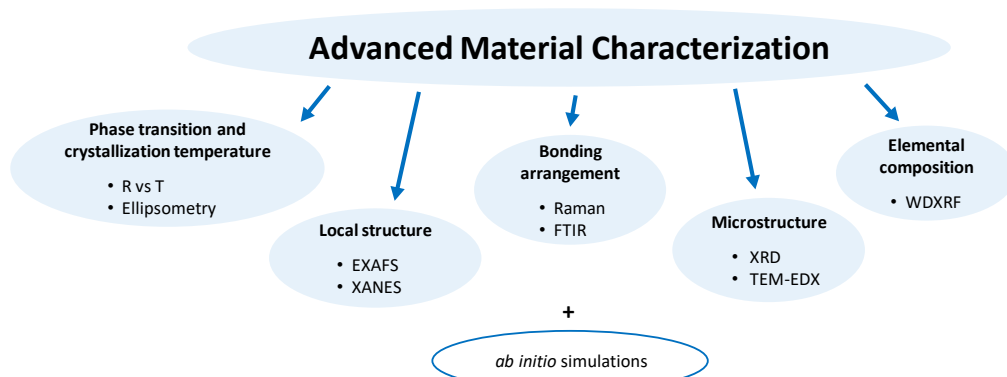 Advanced Material Characterization
Phase transition and
crystallization temperature
• R vs T
• Ellipsometry
Local structure
• EXAFS
• XANES
Bonding
arrangement
• Raman
• FTIR
Microstructure
• XRD
• TEM-EDX
Elemental
composition
• WDXRF
+
ab initio simulations